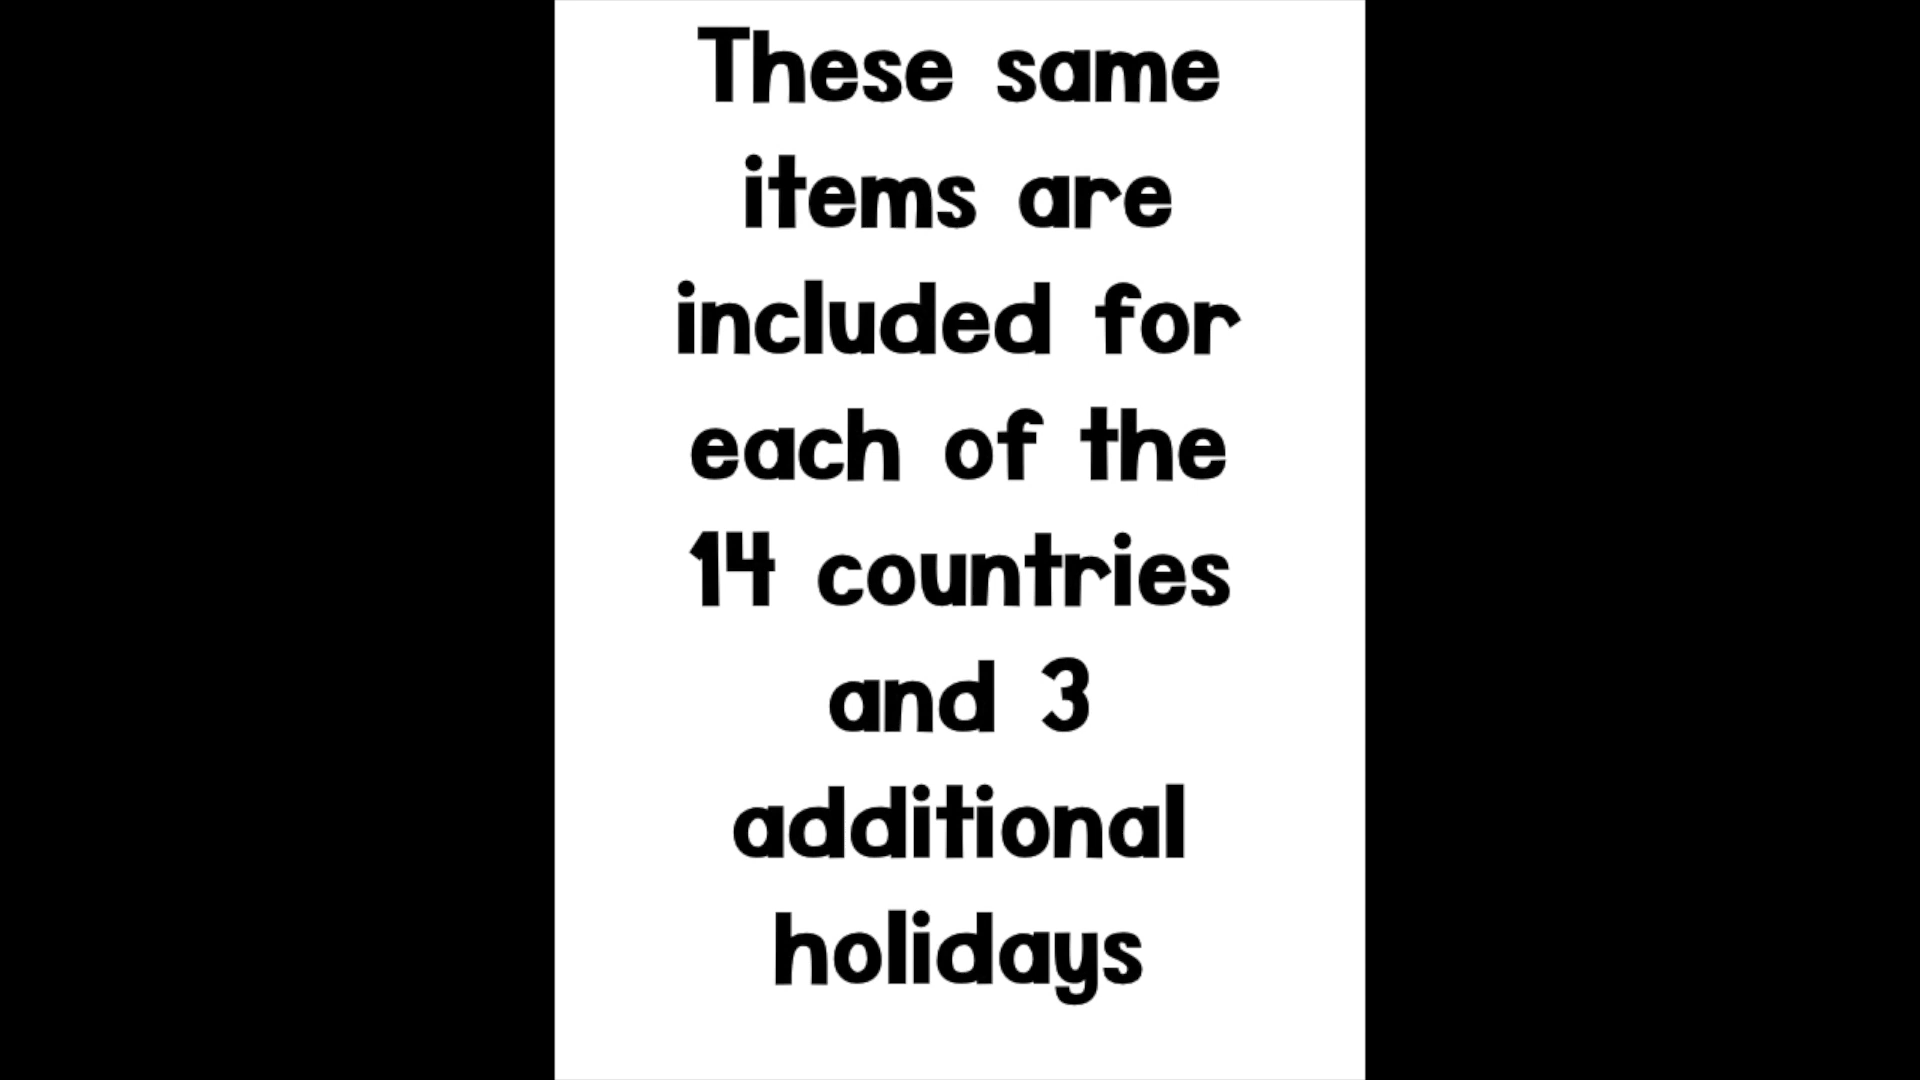 These same
items are
included for
each of the
14 countries
and 3
additional
holidays